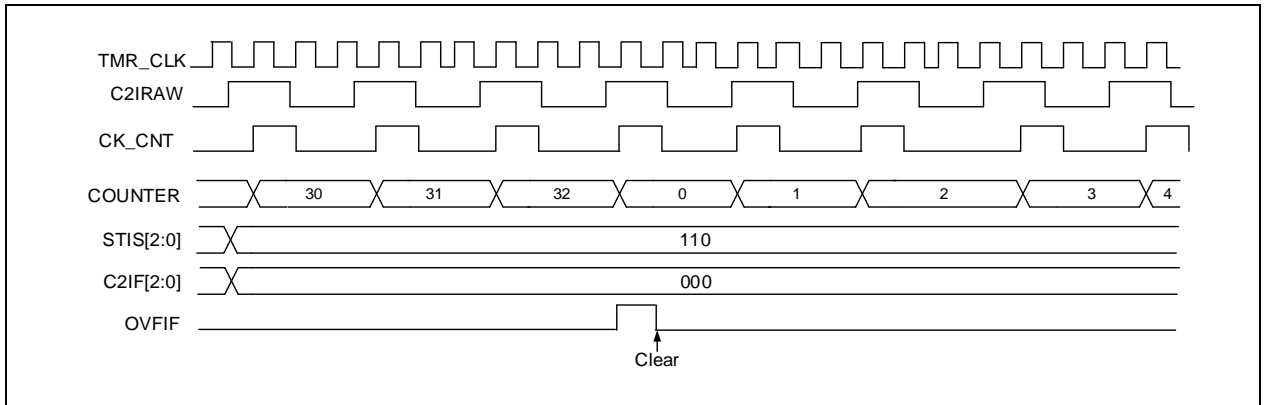 TMR_CLK
C2IRAW
CK_CNT
COUNTER 30 31 32 0 1 2 3 4
STIS[2:0] 110
C2IF[2:0] 000
OVFIF
Clear